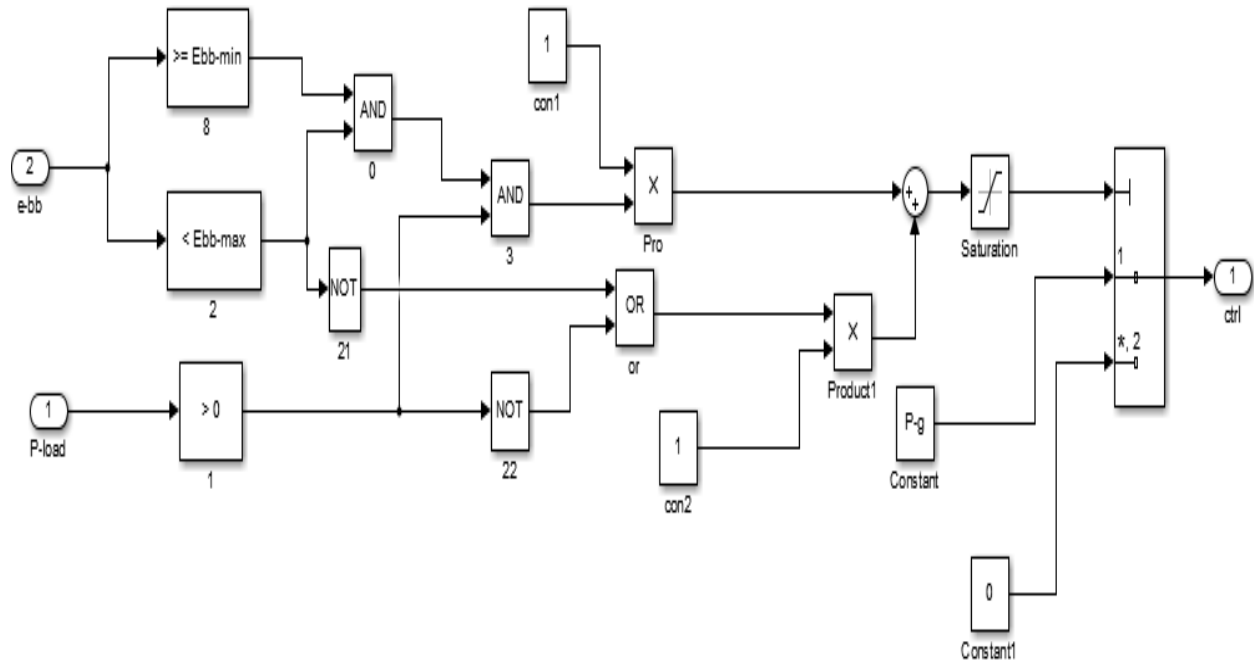 >= Ebb-min
8
AND
0
1
con1
2
e-bb
< Ebb-max
2
NOT
21
AND
3
X
Pro
+
+
Saturation
1
*, 2
1
ctrl
OR
or
X
Product1
1
P-load
> 0
1
NOT
22
1
con2
P-g
Constant
0
Constant1